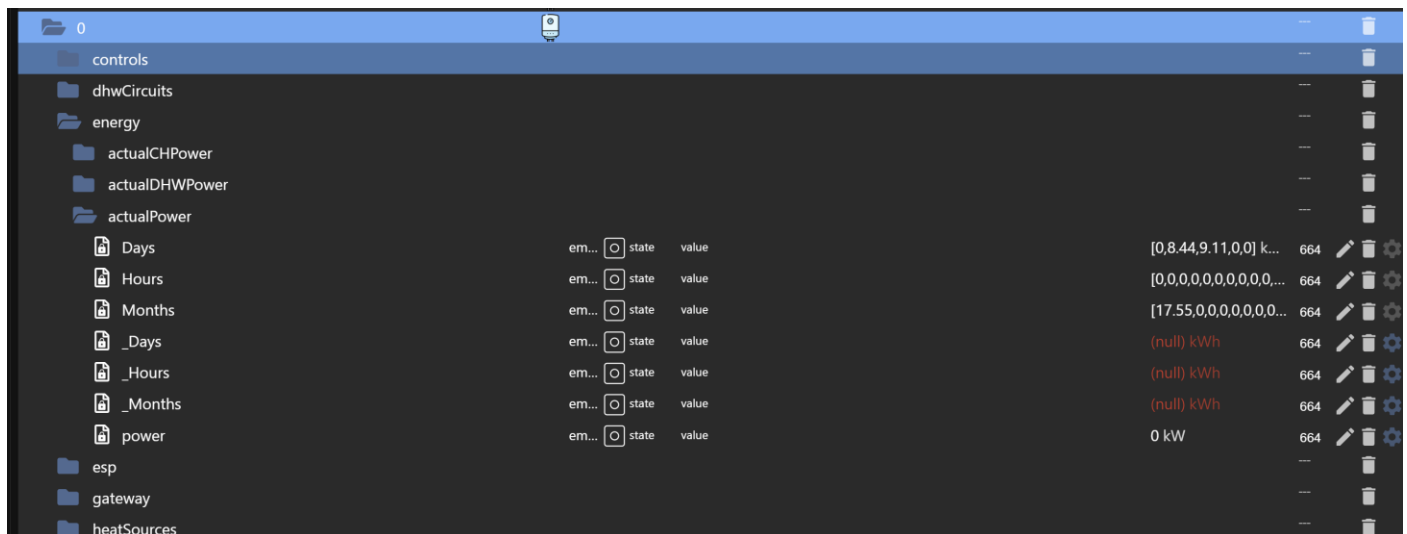 0 ---
controls ---
dhwCircuits ---
energy ---
actualCHPower ---
actualDHWPower ---
actualPower ---
Days em... state value [0,8.44,9.11,0,0] k... 664
Hours em... state value [0,0,0,0,0,0,0,0,0,0,... 664
Months em... state value [17.55,0,0,0,0,0,0,0... 664
_Days em... state value (null) kWh 664
_Hours em... state value (null) kWh 664
_Months em... state value (null) kWh 664
power em... state value 0 kW 664
esp ---
gateway ---
heatSources ---